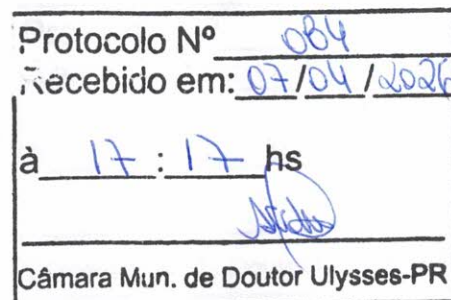 Protocolo Nº 084
Recebido em: 07/04/2026
à 17:17 hs
Câmara Mun. de Doutor Ulysses-PR